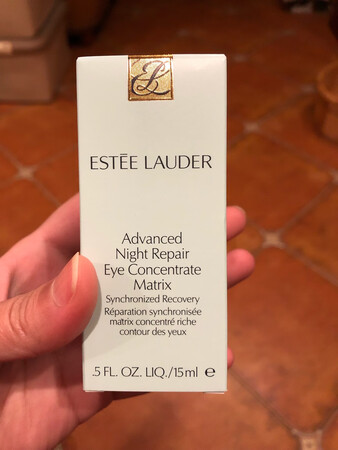 EL
ESTĒE LAUDER
Advanced
Night Repair
Eye Concentrate
Matrix
Synchronized Recovery
Réparation synchronisée
matrix concentré riche
contour des yeux
.5 FL. OZ. LIQ./15ml ℮